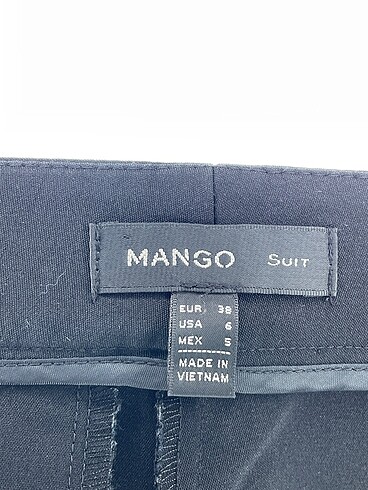 MANGO SUIT
EUR 38
USA 6
MEX 5
MADE IN
VIETNAM